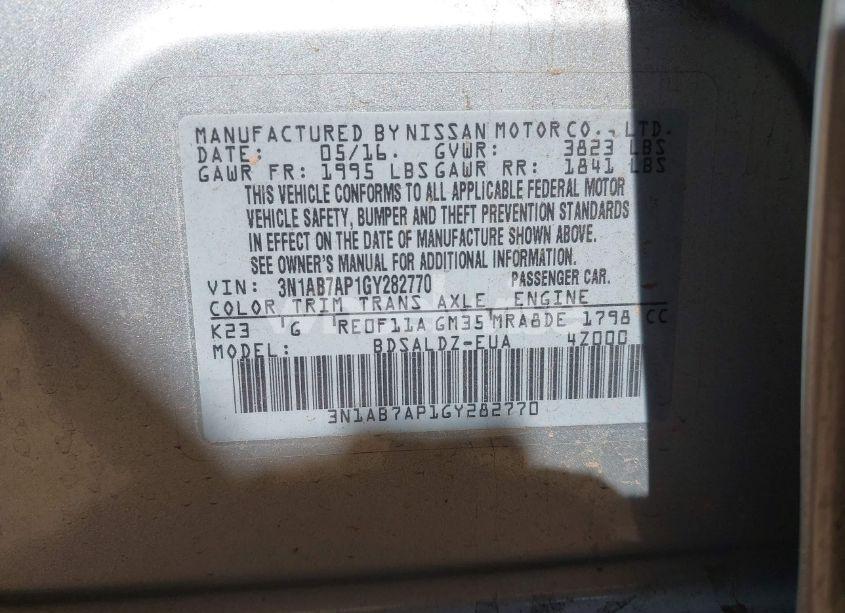 MANUFACTURED BY NISSAN MOTOR CO., LTD.
DATE: 05/16. GVWR: 3823 LBS
GAWR FR: 1995 LBS GAWR RR: 1841 LBS
THIS VEHICLE CONFORMS TO ALL APPLICABLE FEDERAL MOTOR
VEHICLE SAFETY, BUMPER AND THEFT PREVENTION STANDARDS
IN EFFECT ON THE DATE OF MANUFACTURE SHOWN ABOVE.
SEE OWNER'S MANUAL FOR ADDITIONAL INFORMATION.
VIN: 3N1AB7AP1GY282770 PASSENGER CAR.
COLOR TRIM TRANS AXLE ENGINE
K23 G RE0F11A GM35 MRA8DE 1798 CC
MODEL: BDSALDZ-EUA 4Z000
3N1AB7AP1GY282770